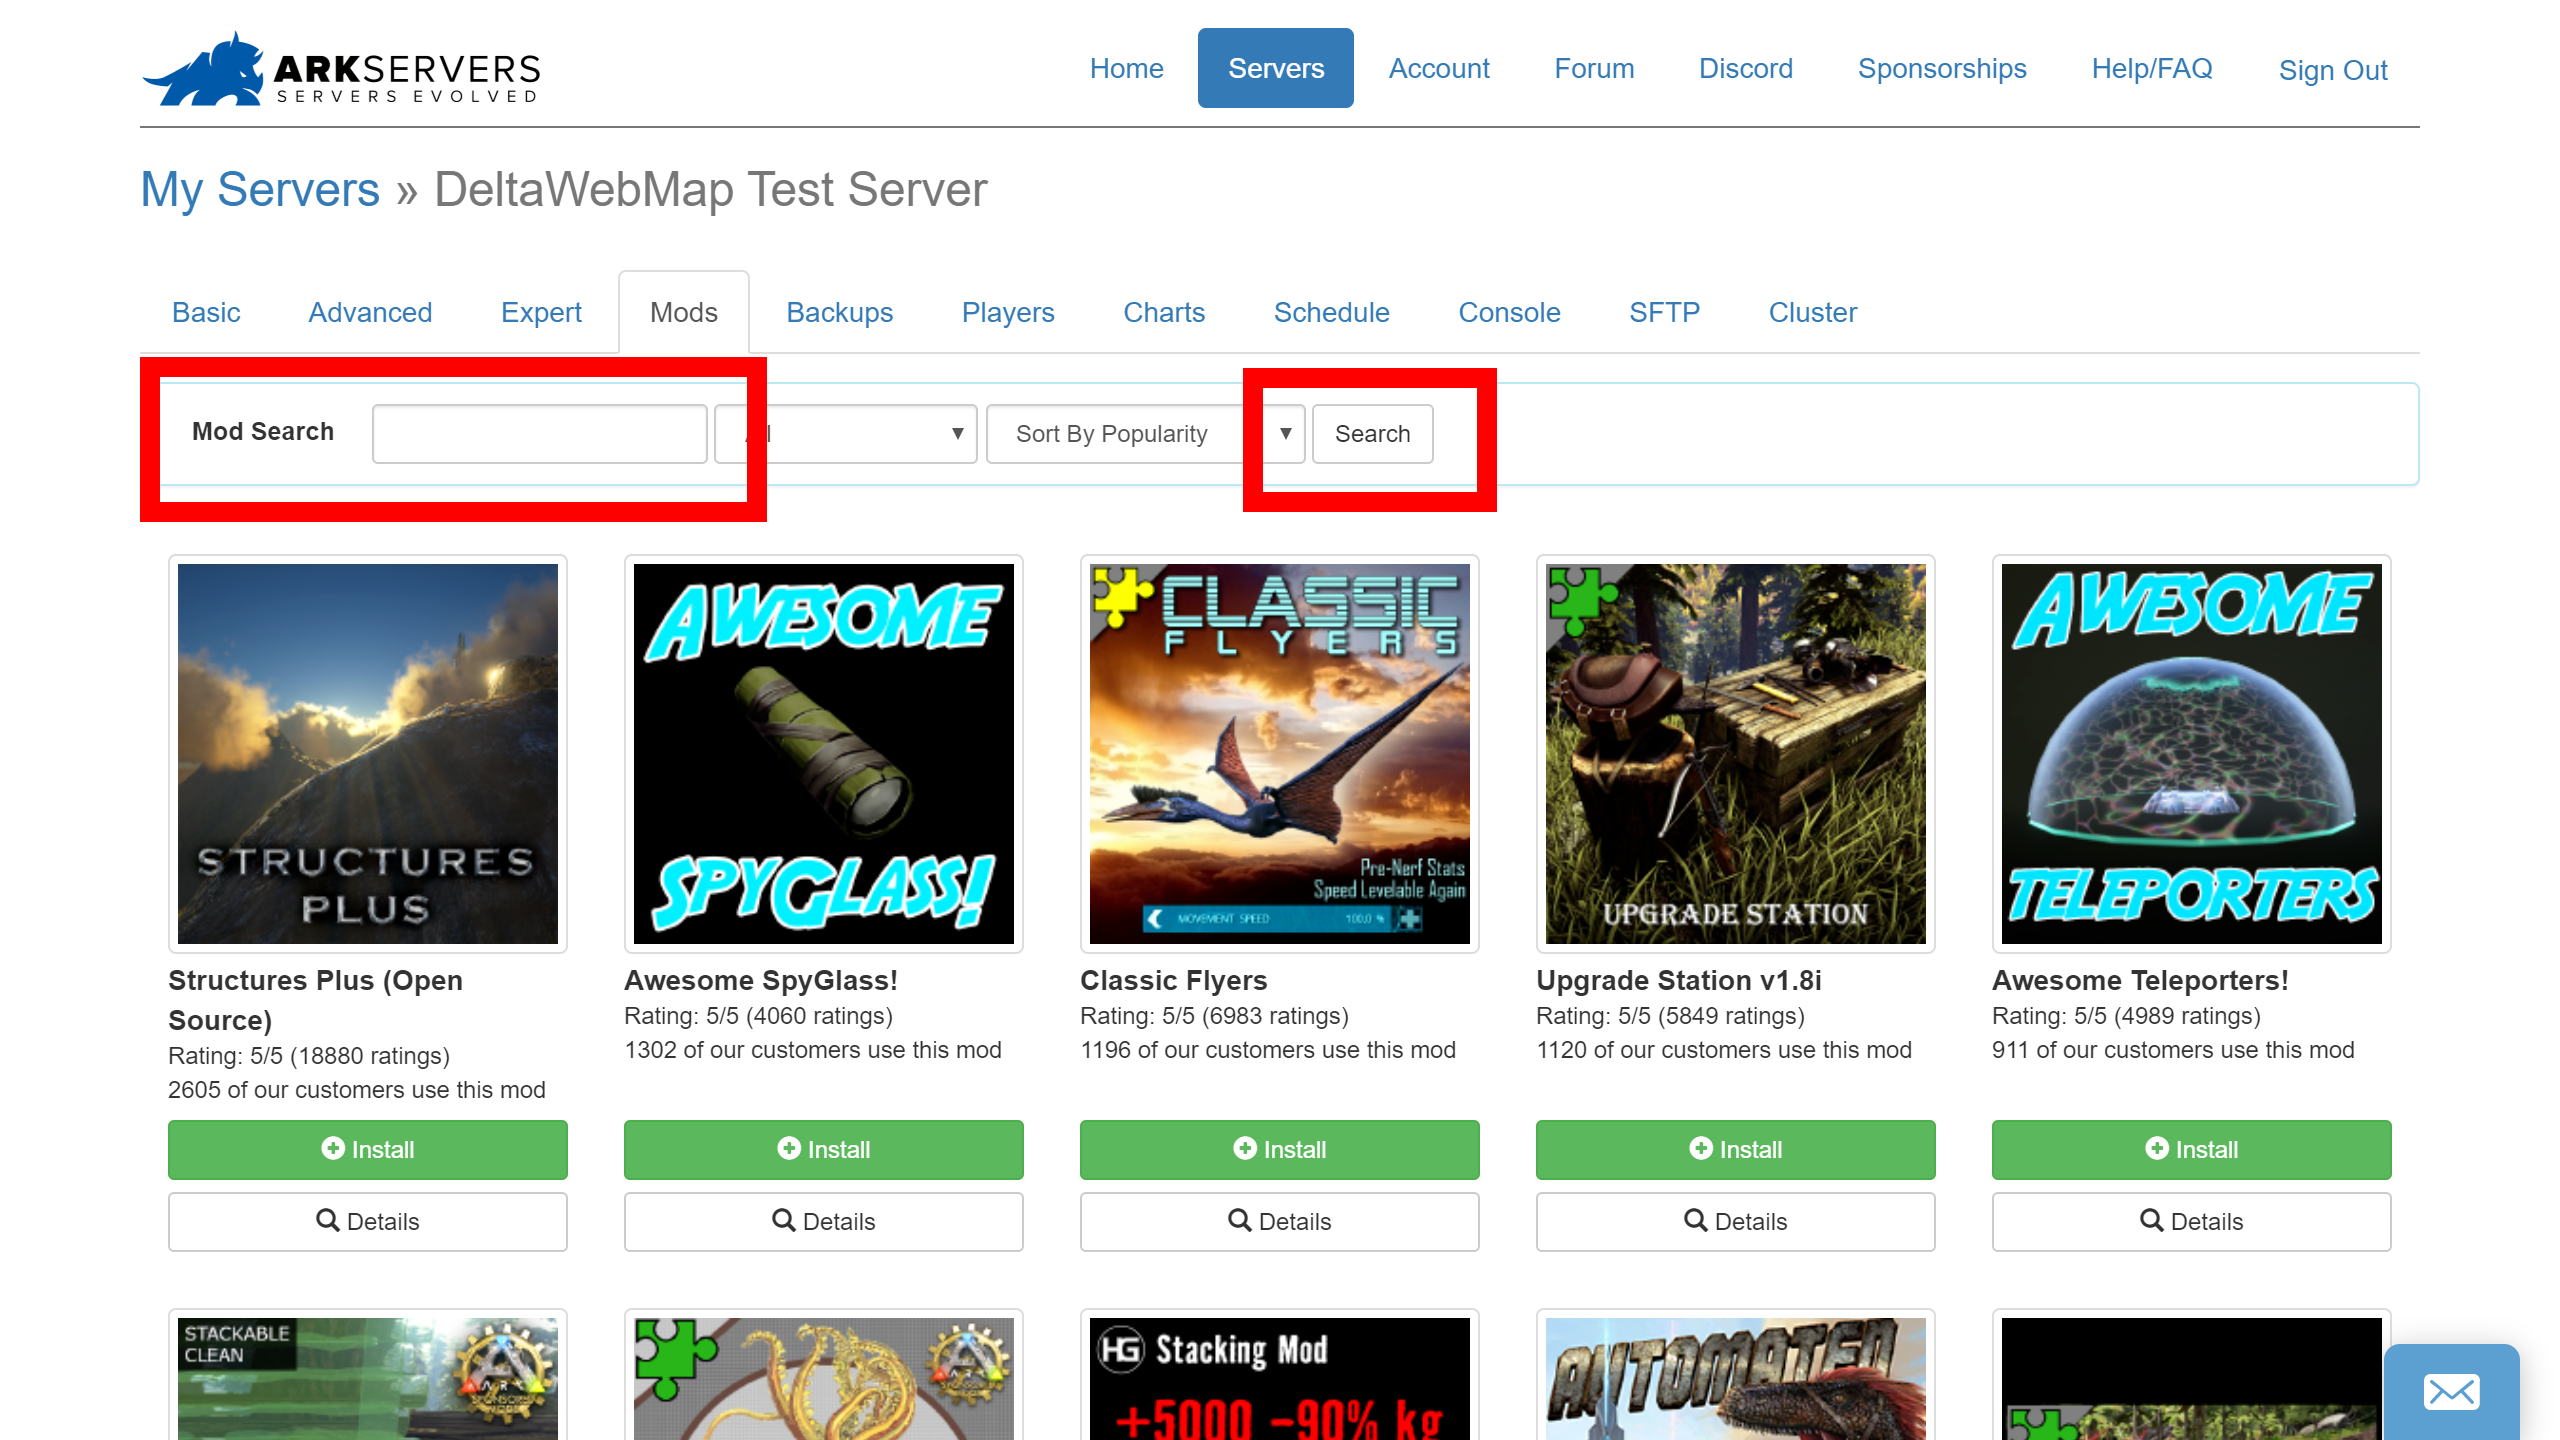 ARKSERVERS
SERVERS EVOLVED
Home Servers Account Forum Discord Sponsorships Help/FAQ Sign Out
My Servers » DeltaWebMap Test Server
Basic Advanced Expert Mods Backups Players Charts Schedule Console SFTP Cluster
Mod Search Sort By Popularity Search
STRUCTURES
PLUS
AWESOME
SPYGLASS!
CLASSIC
FLYERS
Pre-Nerf Stats
Speed Levelable Again
MOVEMENT SPEED 100.0 %
UPGRADE STATION
AWESOME
TELEPORTERS
Structures Plus (Open
Source)
Rating: 5/5 (18880 ratings)
2605 of our customers use this mod
Install
Details
Awesome SpyGlass!
Rating: 5/5 (4060 ratings)
1302 of our customers use this mod
Install
Details
Classic Flyers
Rating: 5/5 (6983 ratings)
1196 of our customers use this mod
Install
Details
Upgrade Station v1.8i
Rating: 5/5 (5849 ratings)
1120 of our customers use this mod
Install
Details
Awesome Teleporters!
Rating: 5/5 (4989 ratings)
911 of our customers use this mod
Install
Details
STACKABLE
CLEAN
HG Stacking Mod
+5000 -90% kg
AUTOMATED